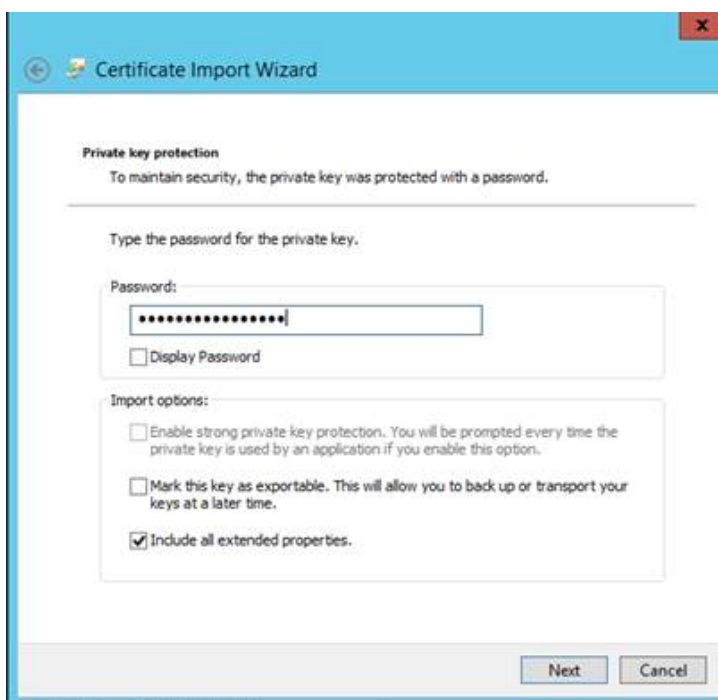 x
Certificate Import Wizard
Private key protection
To maintain security, the private key was protected with a password.
Type the password for the private key.
Password:
••••••••••••••••
Display Password
Import options:
Enable strong private key protection. You will be prompted every time the
private key is used by an application if you enable this option.
Mark this key as exportable. This will allow you to back up or transport your
keys at a later time.
Include all extended properties.
Next Cancel